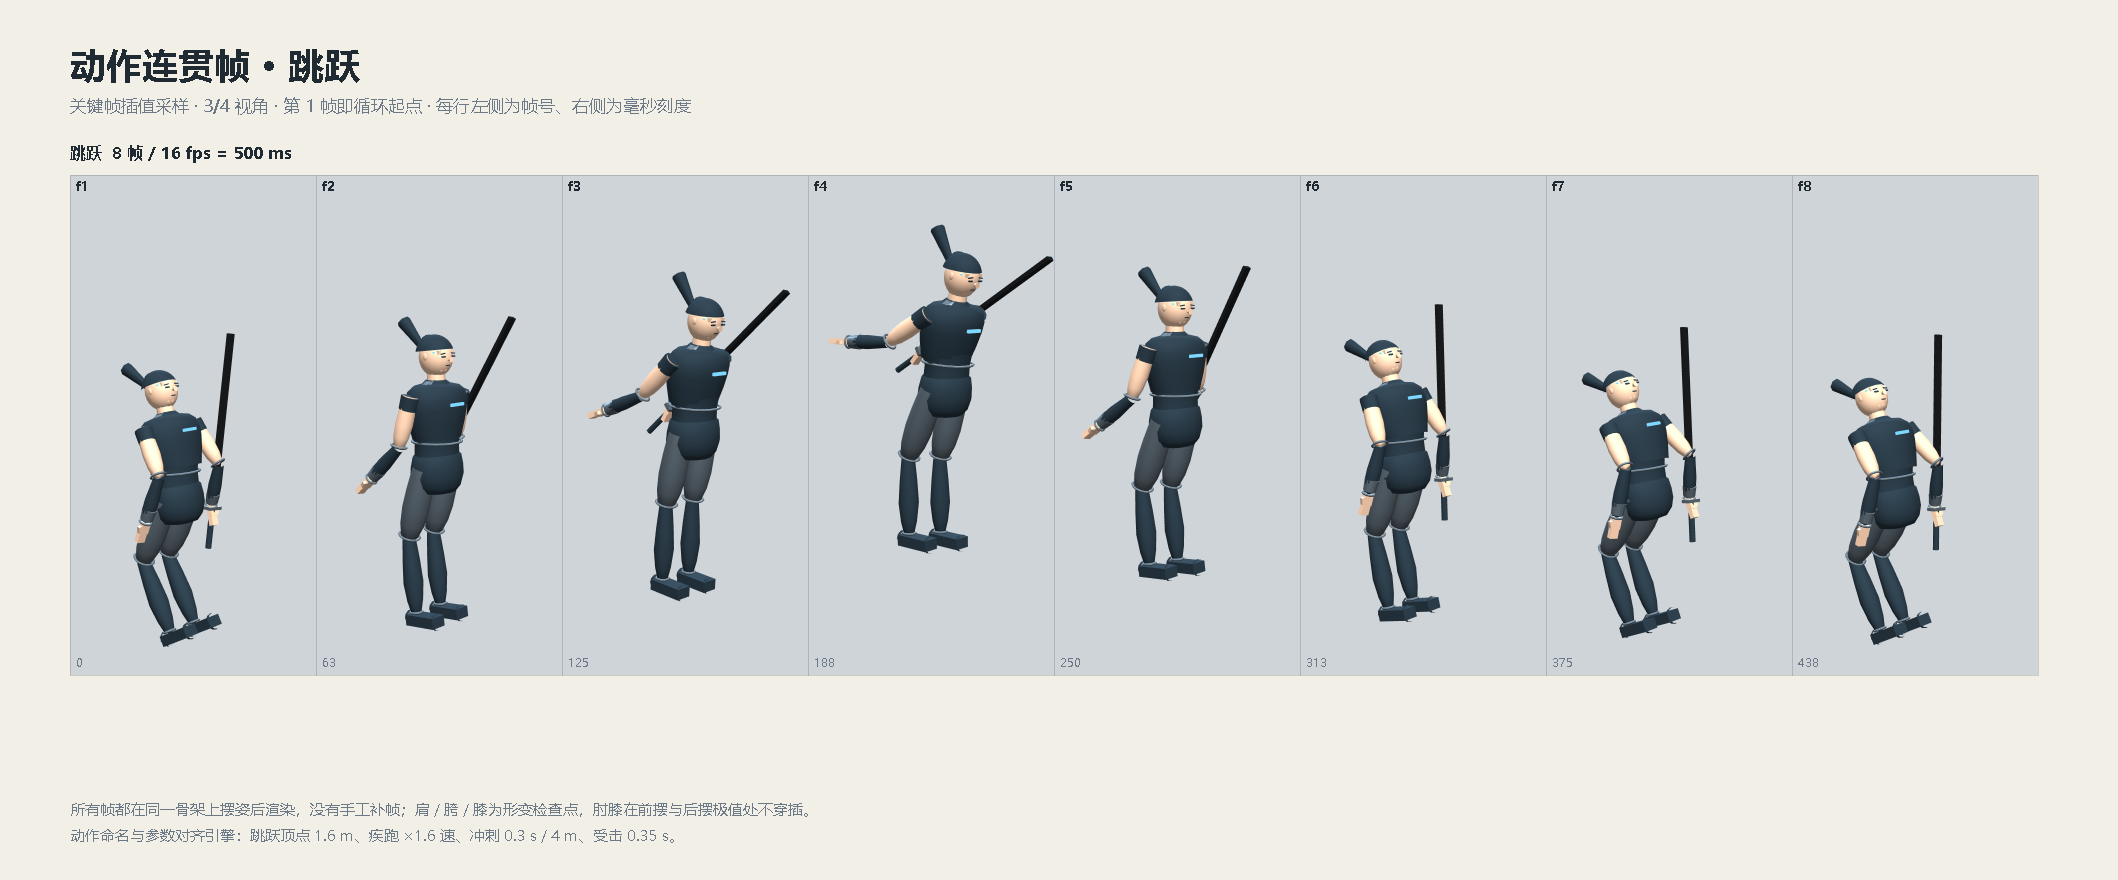 动作连贯帧 · 跳跃
关键帧插值采样 · 3/4 视角 · 第 1 帧即循环起点 · 每行左侧为帧号、右侧为毫秒刻度
跳跃 8 帧 / 16 fps = 500 ms
f1 f2 f3 f4 f5 f6 f7 f8
0 63 125 188 250 313 375 438
所有帧都在同一骨架上摆姿后渲染，没有手工补帧；肩 / 胯 / 膝为形变检查点，肘膝在前摆与后摆极值处不穿插。
动作命名与参数对齐引擎：跳跃顶点 1.6 m、疾跑 ×1.6 速、冲刺 0.3 s / 4 m、受击 0.35 s。